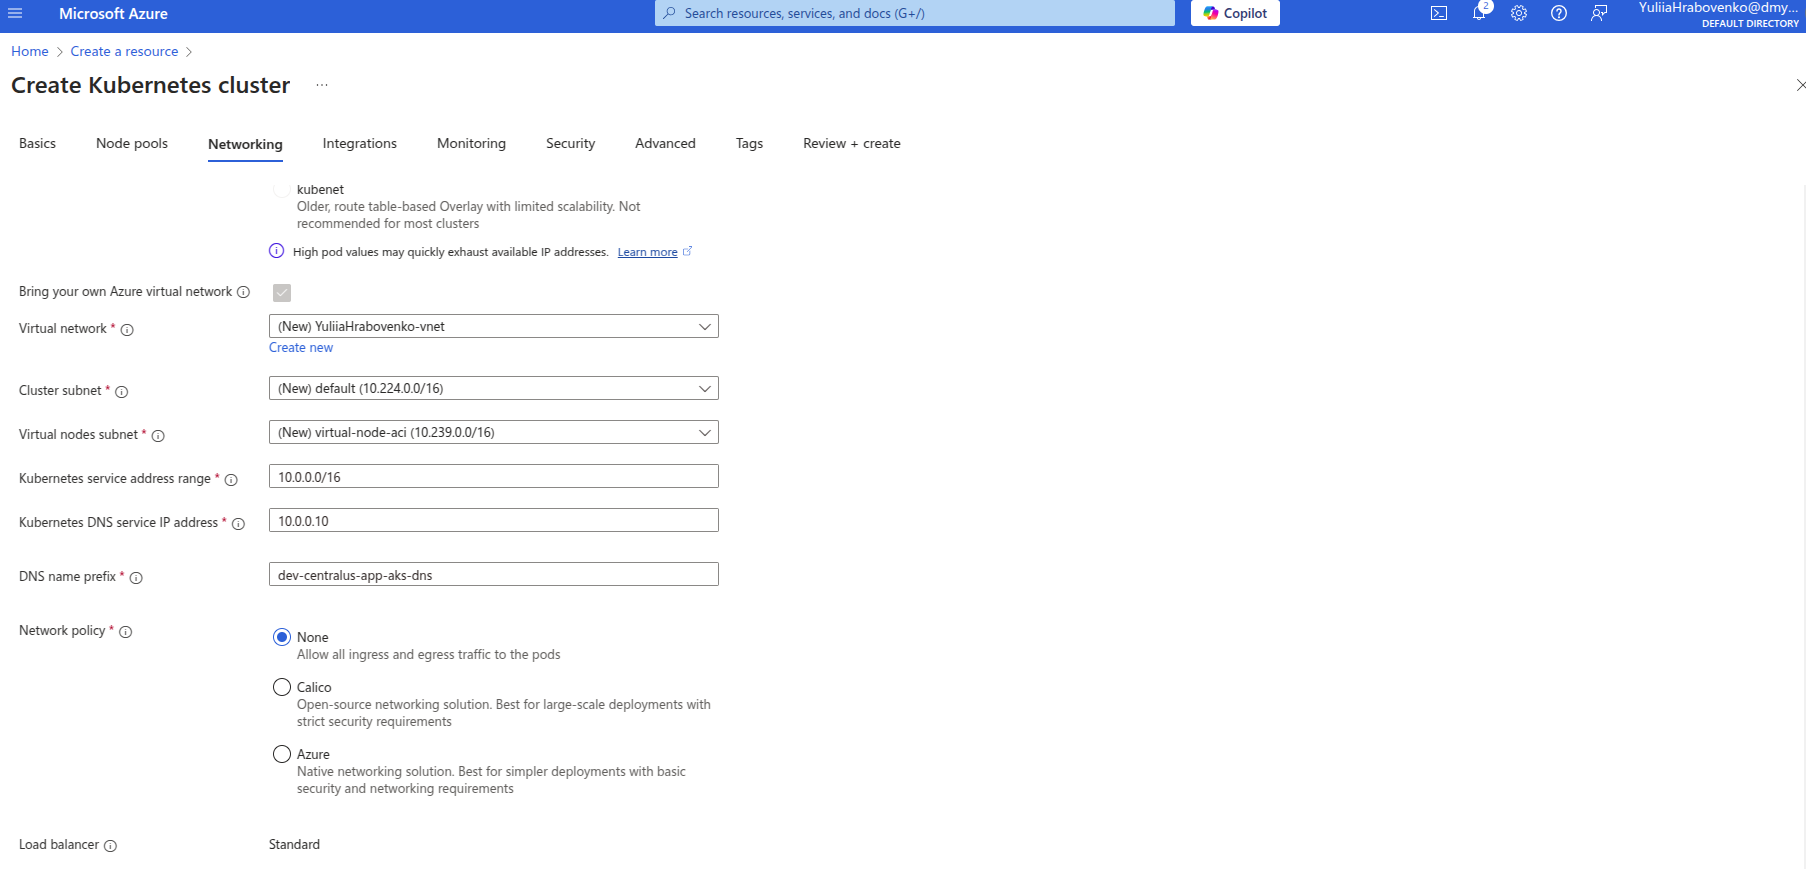 Microsoft Azure
Search resources, services, and docs (G+/)
Copilot
2
YuliiaHrabovenko@dmy...
DEFAULT DIRECTORY
Home > Create a resource >
Create Kubernetes cluster ...
Basics
Node pools
Networking
Integrations
Monitoring
Security
Advanced
Tags
Review + create
kubenet
Older, route table-based Overlay with limited scalability. Not
recommended for most clusters
High pod values may quickly exhaust available IP addresses. Learn more
Bring your own Azure virtual network
Virtual network *
(New) YuliiaHrabovenko-vnet
Create new
Cluster subnet *
(New) default (10.224.0.0/16)
Virtual nodes subnet *
(New) virtual-node-aci (10.239.0.0/16)
Kubernetes service address range *
10.0.0.0/16
Kubernetes DNS service IP address *
10.0.0.10
DNS name prefix *
dev-centralus-app-aks-dns
Network policy *
None
Allow all ingress and egress traffic to the pods
Calico
Open-source networking solution. Best for large-scale deployments with
strict security requirements
Azure
Native networking solution. Best for simpler deployments with basic
security and networking requirements
Load balancer
Standard